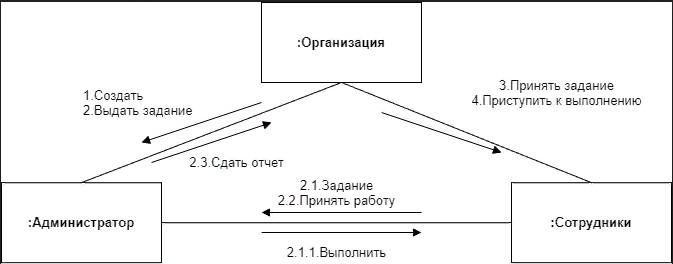 :Организация
1.Создать
2.Выдать задание
3.Принять задание
4.Приступить к выполнению
2.3.Сдать отчет
2.1.Задание
2.2.Принять работу
:Администратор
:Сотрудники
2.1.1.Выполнить